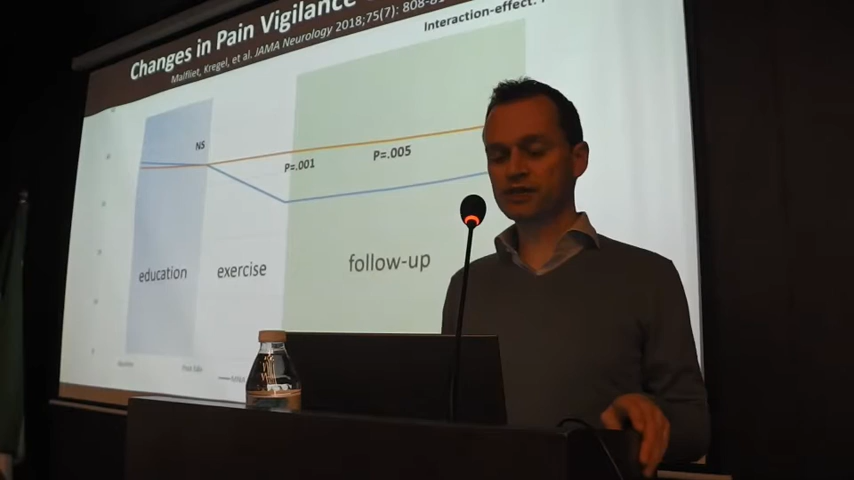 Changes in Pain Vigilance
Malfliet, Kregel, et al. JAMA Neurology 2018;75(7): 808-81
Interaction-effect:
NS
P=.001
P=.005
education
exercise
follow-up